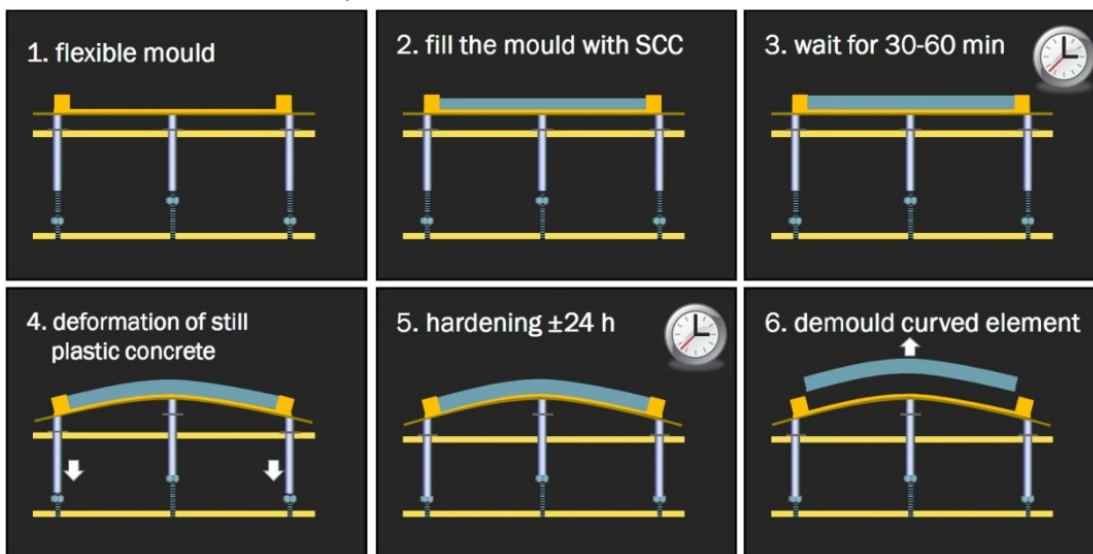 1. flexible mould
2. fill the mould with SCC
3. wait for 30-60 min
4. deformation of still
plastic concrete
5. hardening ±24 h
6. demould curved element